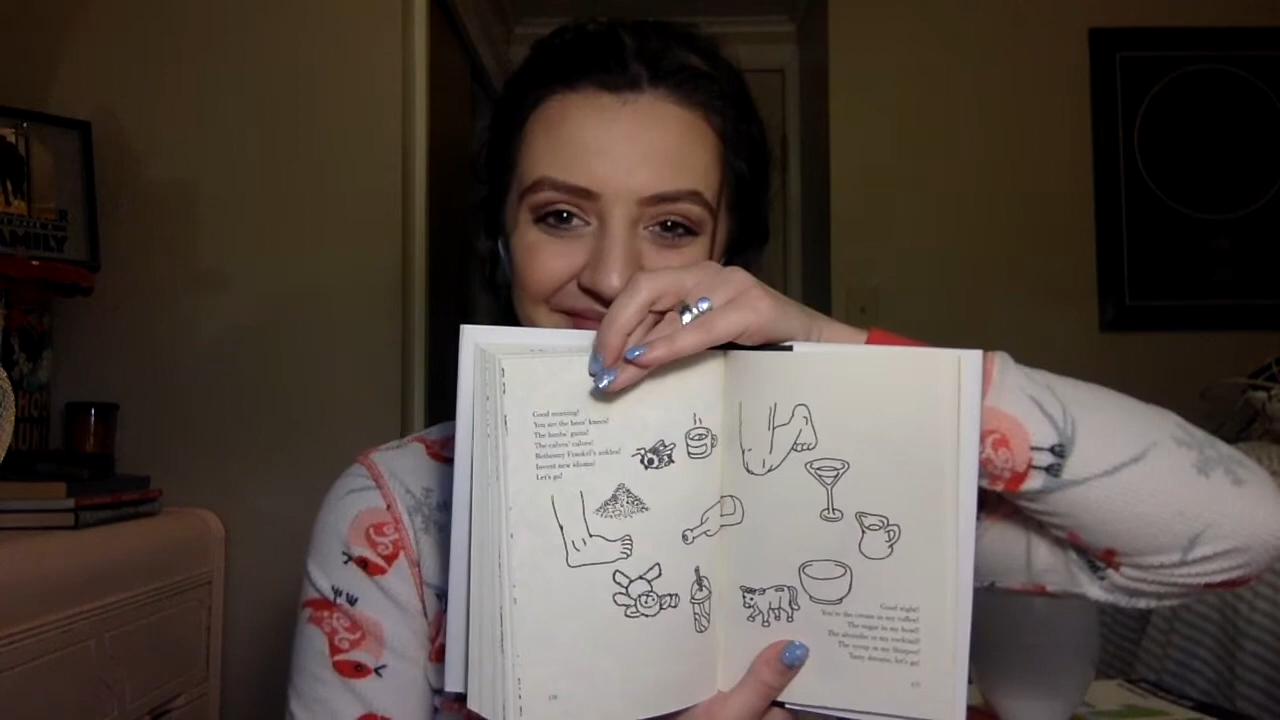 FAMILY
Good morning!
You are the bees' knees!
The lambs' gams!
The calves' calves!
Bethenny Frankel's ankles!
Invent new idioms!
Let's go!
Good night!
You're the cream in my coffee!
The sugar in my bowl!
The absinthe in my cocktail!
The syrup in my Slurpee!
Tasty dreams, let's go!